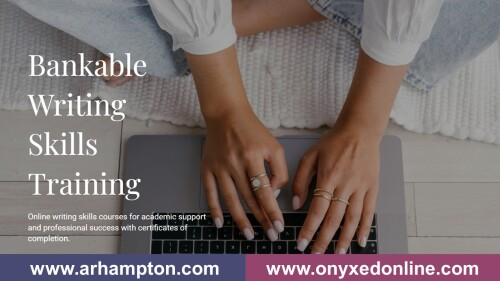 Bankable
Writing
Skills
Training
Online writing skills courses for academic support
and professional success with certificates of
completion.
www.arhampton.com
www.onyxedonline.com